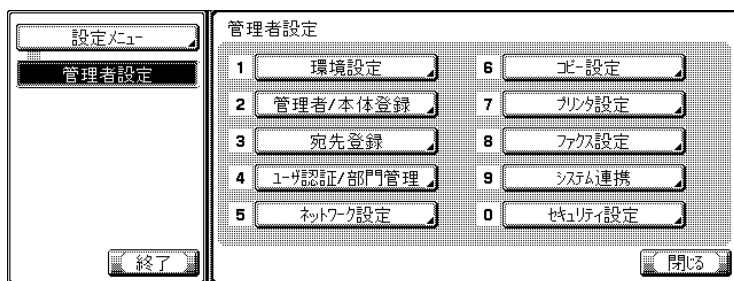 設定メニュー
管理者設定
終了
管理者設定
1 環境設定
2 管理者/本体登録
3 宛先登録
4 ユーザ認証/部門管理
5 ネットワーク設定
6 コピー設定
7 プリンタ設定
8 ファクス設定
9 システム連携
0 セキュリティ設定
閉じる